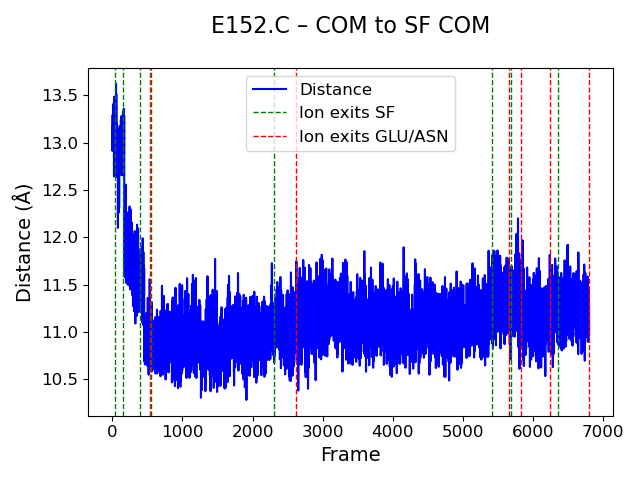 E152.C – COM to SF COM
Distance
Ion exits SF
Ion exits GLU/ASN
Distance (Å)
13.5
13.0
12.5
12.0
11.5
11.0
10.5
0 1000 2000 3000 4000 5000 6000 7000
Frame